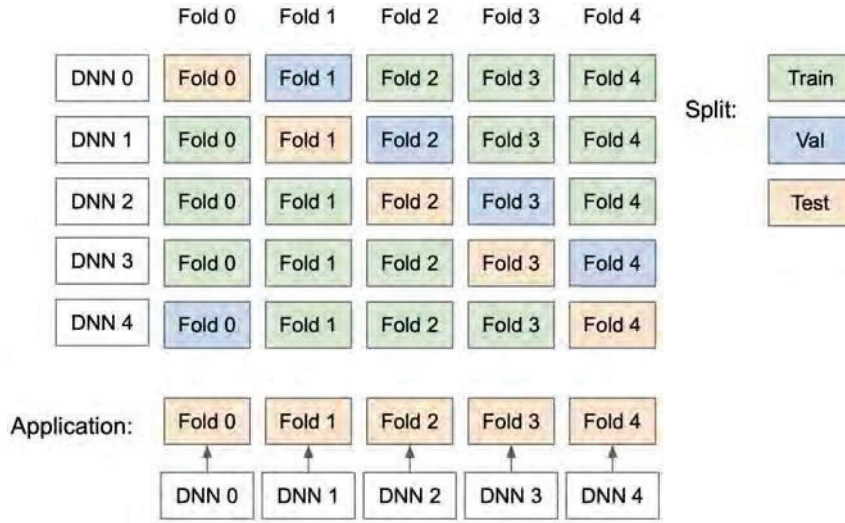 Fold 0 Fold 1 Fold 2 Fold 3 Fold 4
DNN 0 Fold 0 Fold 1 Fold 2 Fold 3 Fold 4
Split: Train
DNN 1 Fold 0 Fold 1 Fold 2 Fold 3 Fold 4
Val
DNN 2 Fold 0 Fold 1 Fold 2 Fold 3 Fold 4
Test
DNN 3 Fold 0 Fold 1 Fold 2 Fold 3 Fold 4
DNN 4 Fold 0 Fold 1 Fold 2 Fold 3 Fold 4
Application: Fold 0 Fold 1 Fold 2 Fold 3 Fold 4
DNN 0 DNN 1 DNN 2 DNN 3 DNN 4